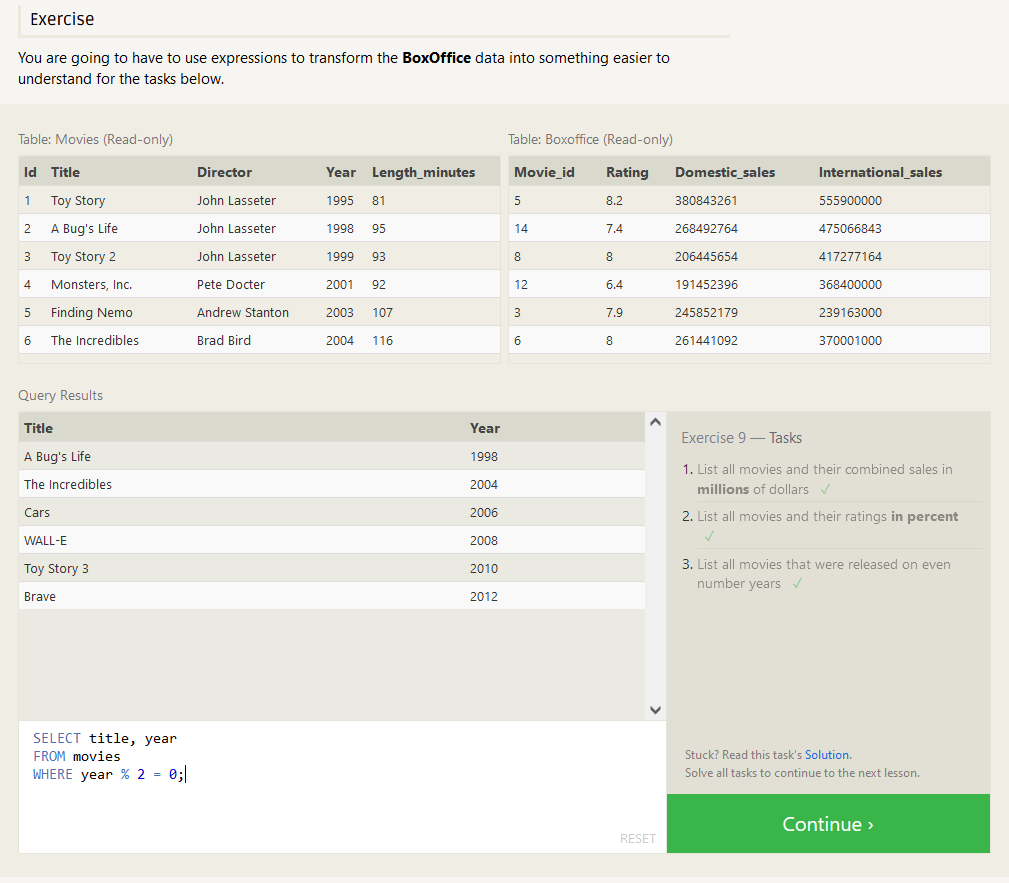 Exercise
You are going to have to use expressions to transform the BoxOffice data into something easier to
understand for the tasks below.
Table: Movies (Read-only)
Id Title Director Year Length_minutes
1 Toy Story John Lasseter 1995 81
2 A Bug's Life John Lasseter 1998 95
3 Toy Story 2 John Lasseter 1999 93
4 Monsters, Inc. Pete Docter 2001 92
5 Finding Nemo Andrew Stanton 2003 107
6 The Incredibles Brad Bird 2004 116
Table: Boxoffice (Read-only)
Movie_id Rating Domestic_sales International_sales
5 8.2 380843261 555900000
14 7.4 268492764 475066843
8 8 206445654 417277164
12 6.4 191452396 368400000
3 7.9 245852179 239163000
6 8 261441092 370001000
Query Results
Title Year
A Bug's Life 1998
The Incredibles 2004
Cars 2006
WALL-E 2008
Toy Story 3 2010
Brave 2012
SELECT title, year
FROM movies
WHERE year % 2 = 0;
RESET
Exercise 9 — Tasks
1. List all movies and their combined sales in
millions of dollars ✓
2. List all movies and their ratings in percent
✓
3. List all movies that were released on even
number years ✓
Stuck? Read this task's Solution.
Solve all tasks to continue to the next lesson.
Continue ›